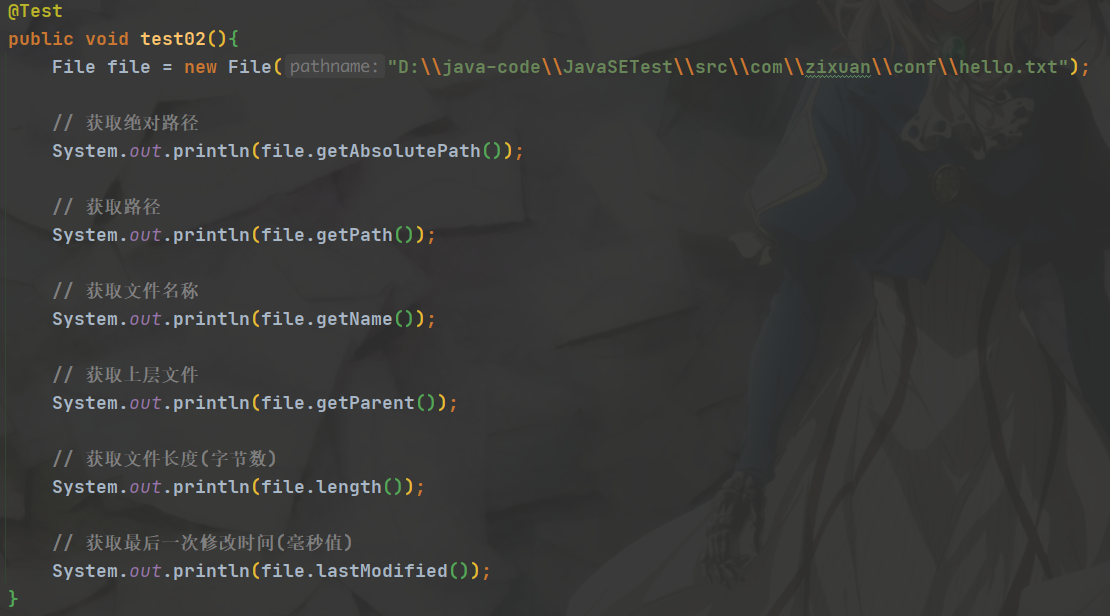 @Test
public void test02(){
File file = new File( pathname: "D:\\java-code\\JavaSETest\\src\\com\\zixuan\\conf\\hello.txt");
// 获取绝对路径
System.out.println(file.getAbsolutePath());
// 获取路径
System.out.println(file.getPath());
// 获取文件名称
System.out.println(file.getName());
// 获取上层文件
System.out.println(file.getParent());
// 获取文件长度(字节数)
System.out.println(file.length());
// 获取最后一次修改时间(毫秒值)
System.out.println(file.lastModified());
}